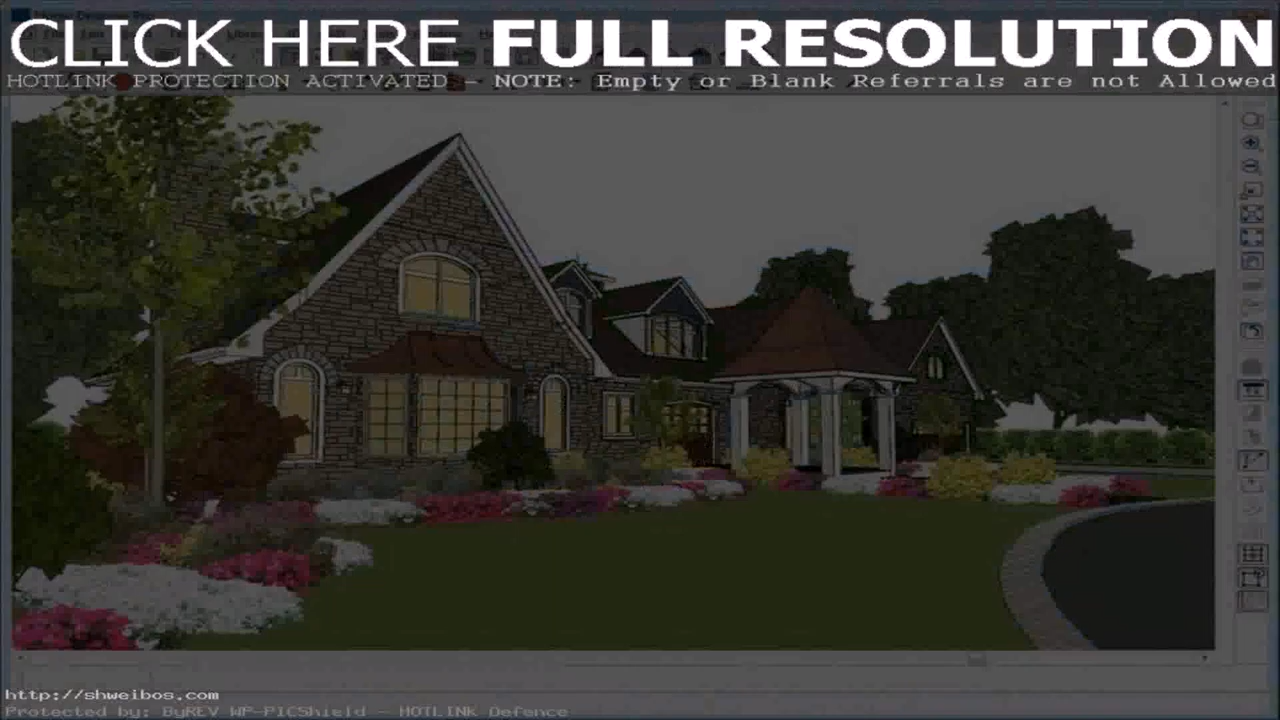 CLICK HERE FULL RESOLUTION
HOTLINK PROTECTION ACTIVATED - NOTE: Empty or Blank Referrals are not Allowed
http://shweibos.com
Protected by: ByREV WP-PICShield - HOTLINK Defence